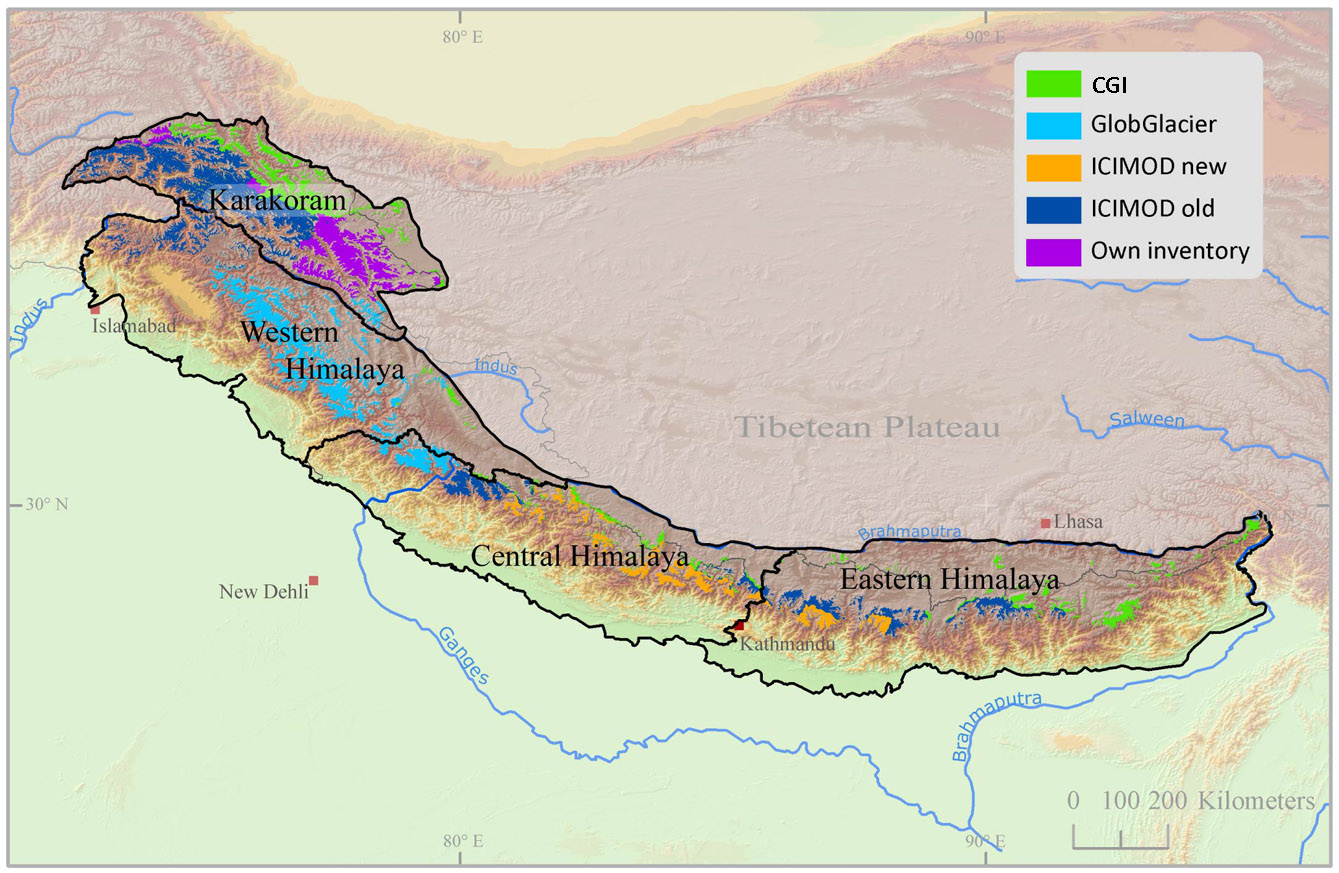 80° E
90° E
CGI
GlobGlacier
ICIMOD new
ICIMOD old
Own inventory
Karakoram
Indus
Islamabad
Western
Himalaya
Indus
Tibetean Plateau
Salween
30° N
Lhasa
Brahmaputra
N
Central Himalaya
Eastern Himalaya
New Dehli
Kathmandu
Ganges
Brahmaputra
0 100 200 Kilometers
80° E
90° E